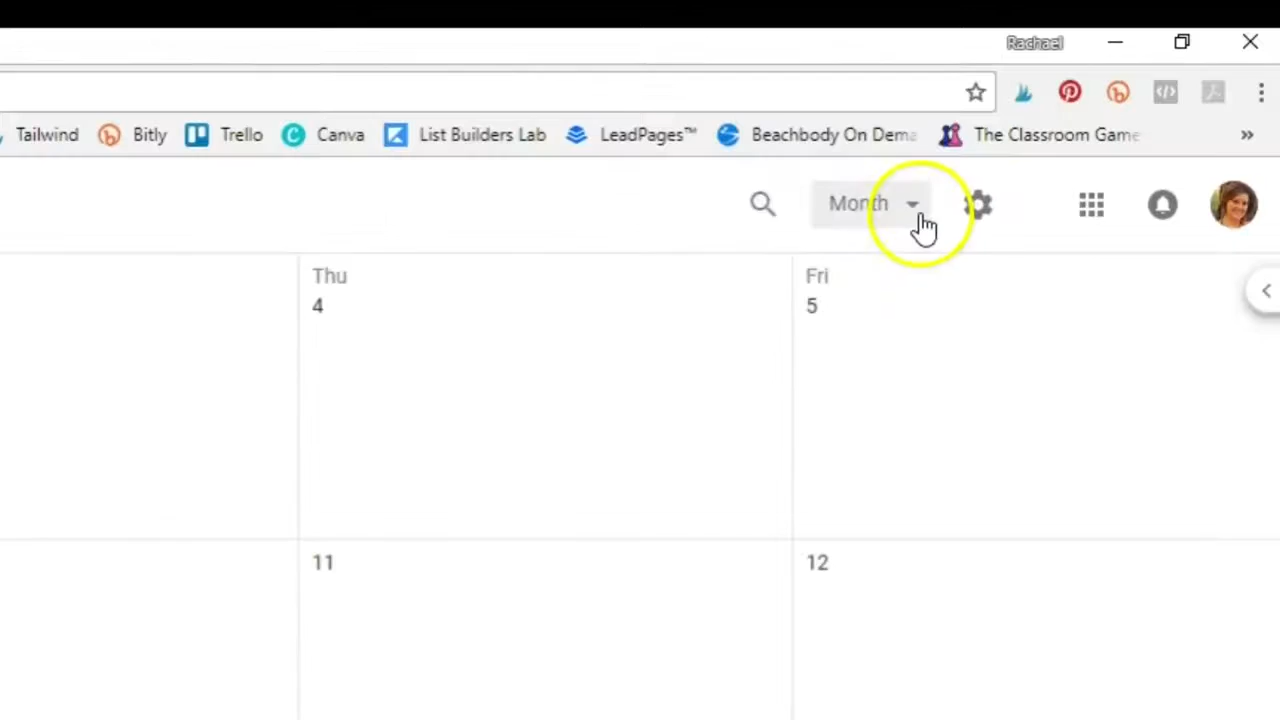 Rachael
Tailwind Bitly Trello Canva List Builders Lab LeadPages™ Beachbody On Dema The Classroom Game »
Month
Thu Fri
4 5
11 12